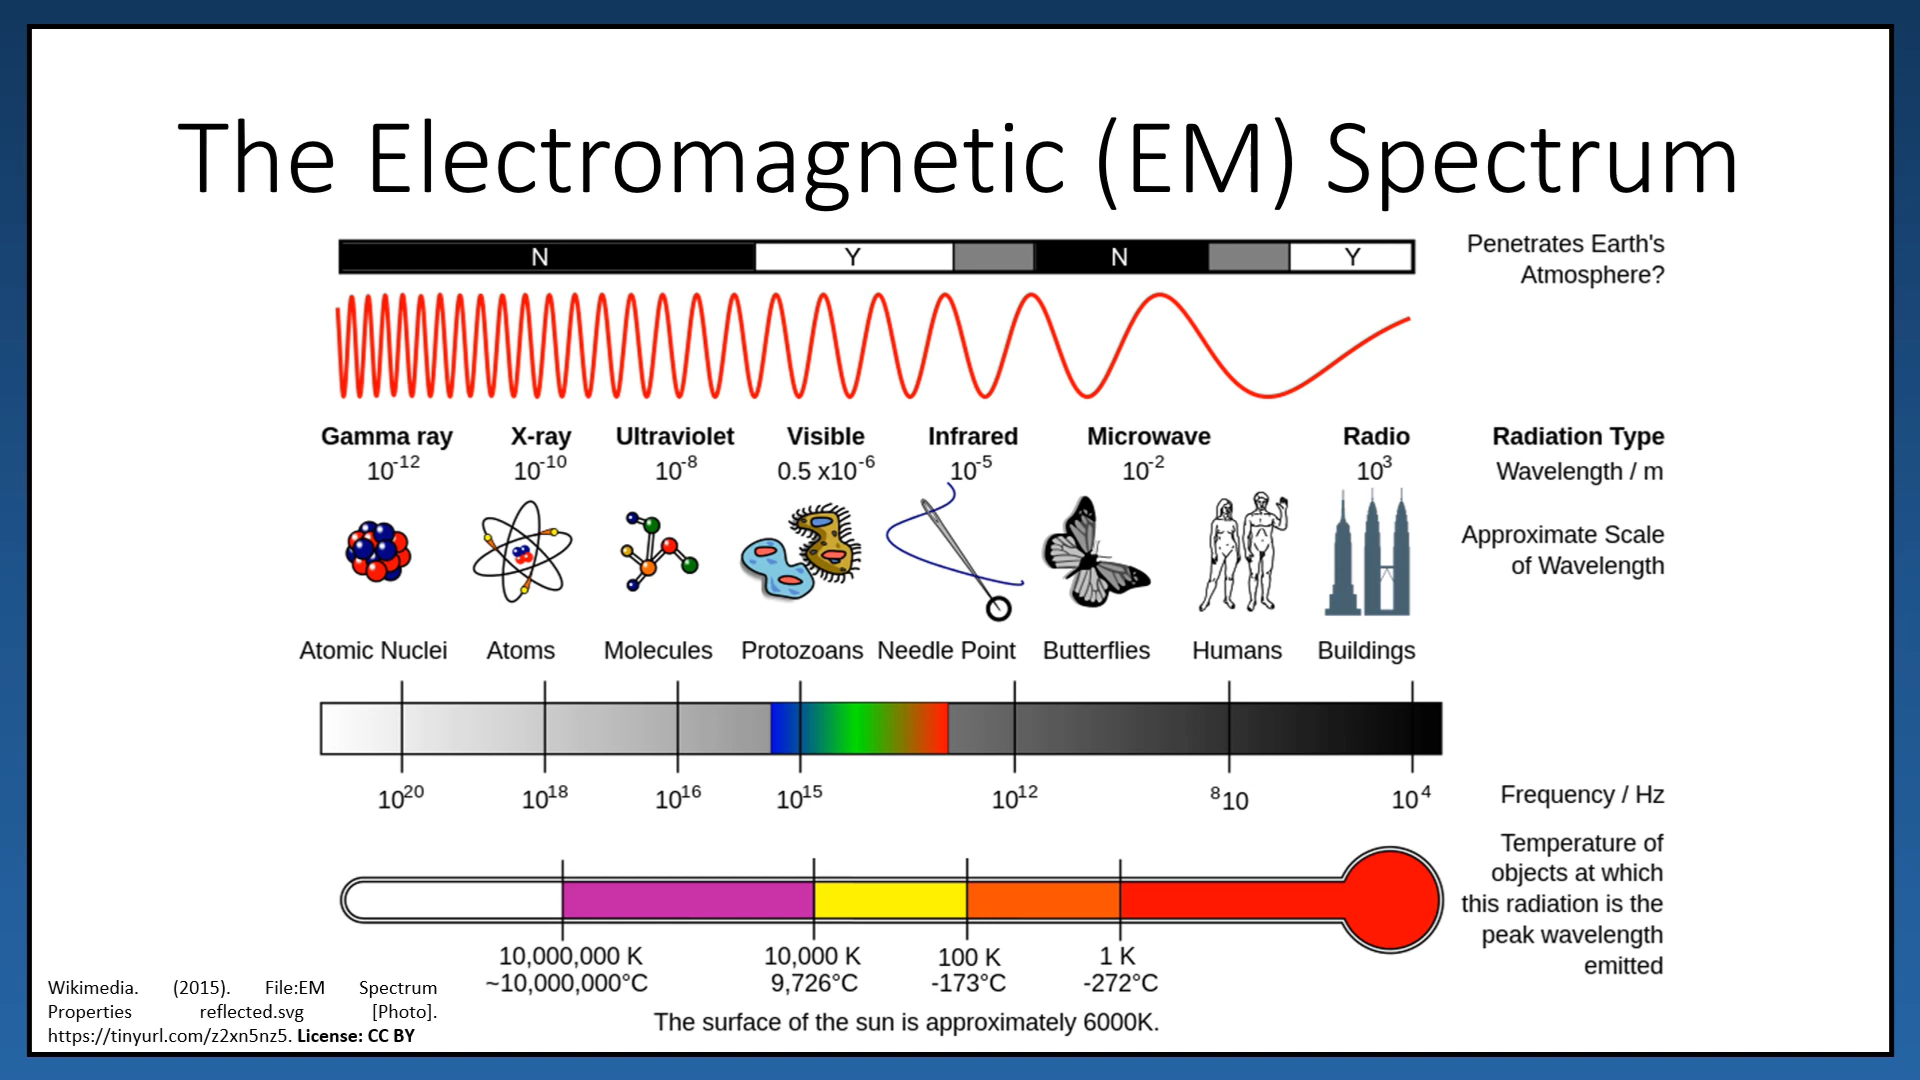 The Electromagnetic (EM) Spectrum
N Y N Y Penetrates Earth's
Atmosphere?
Gamma ray X-ray Ultraviolet Visible Infrared Microwave Radio Radiation Type
10⁻¹² 10⁻¹⁰ 10⁻⁸ 0.5 x10⁻⁶ 10⁻⁵ 10⁻² 10³ Wavelength / m
Approximate Scale
of Wavelength
Atomic Nuclei Atoms Molecules Protozoans Needle Point Butterflies Humans Buildings
10²⁰ 10¹⁸ 10¹⁶ 10¹⁵ 10¹² ⁸10 10⁴ Frequency / Hz
Temperature of
objects at which
this radiation is the
peak wavelength
emitted
10,000,000 K 10,000 K 100 K 1 K
~10,000,000°C 9,726°C -173°C -272°C
The surface of the sun is approximately 6000K.
Wikimedia. (2015). File:EM Spectrum
Properties reflected.svg [Photo].
https://tinyurl.com/z2xn5nz5. License: CC BY